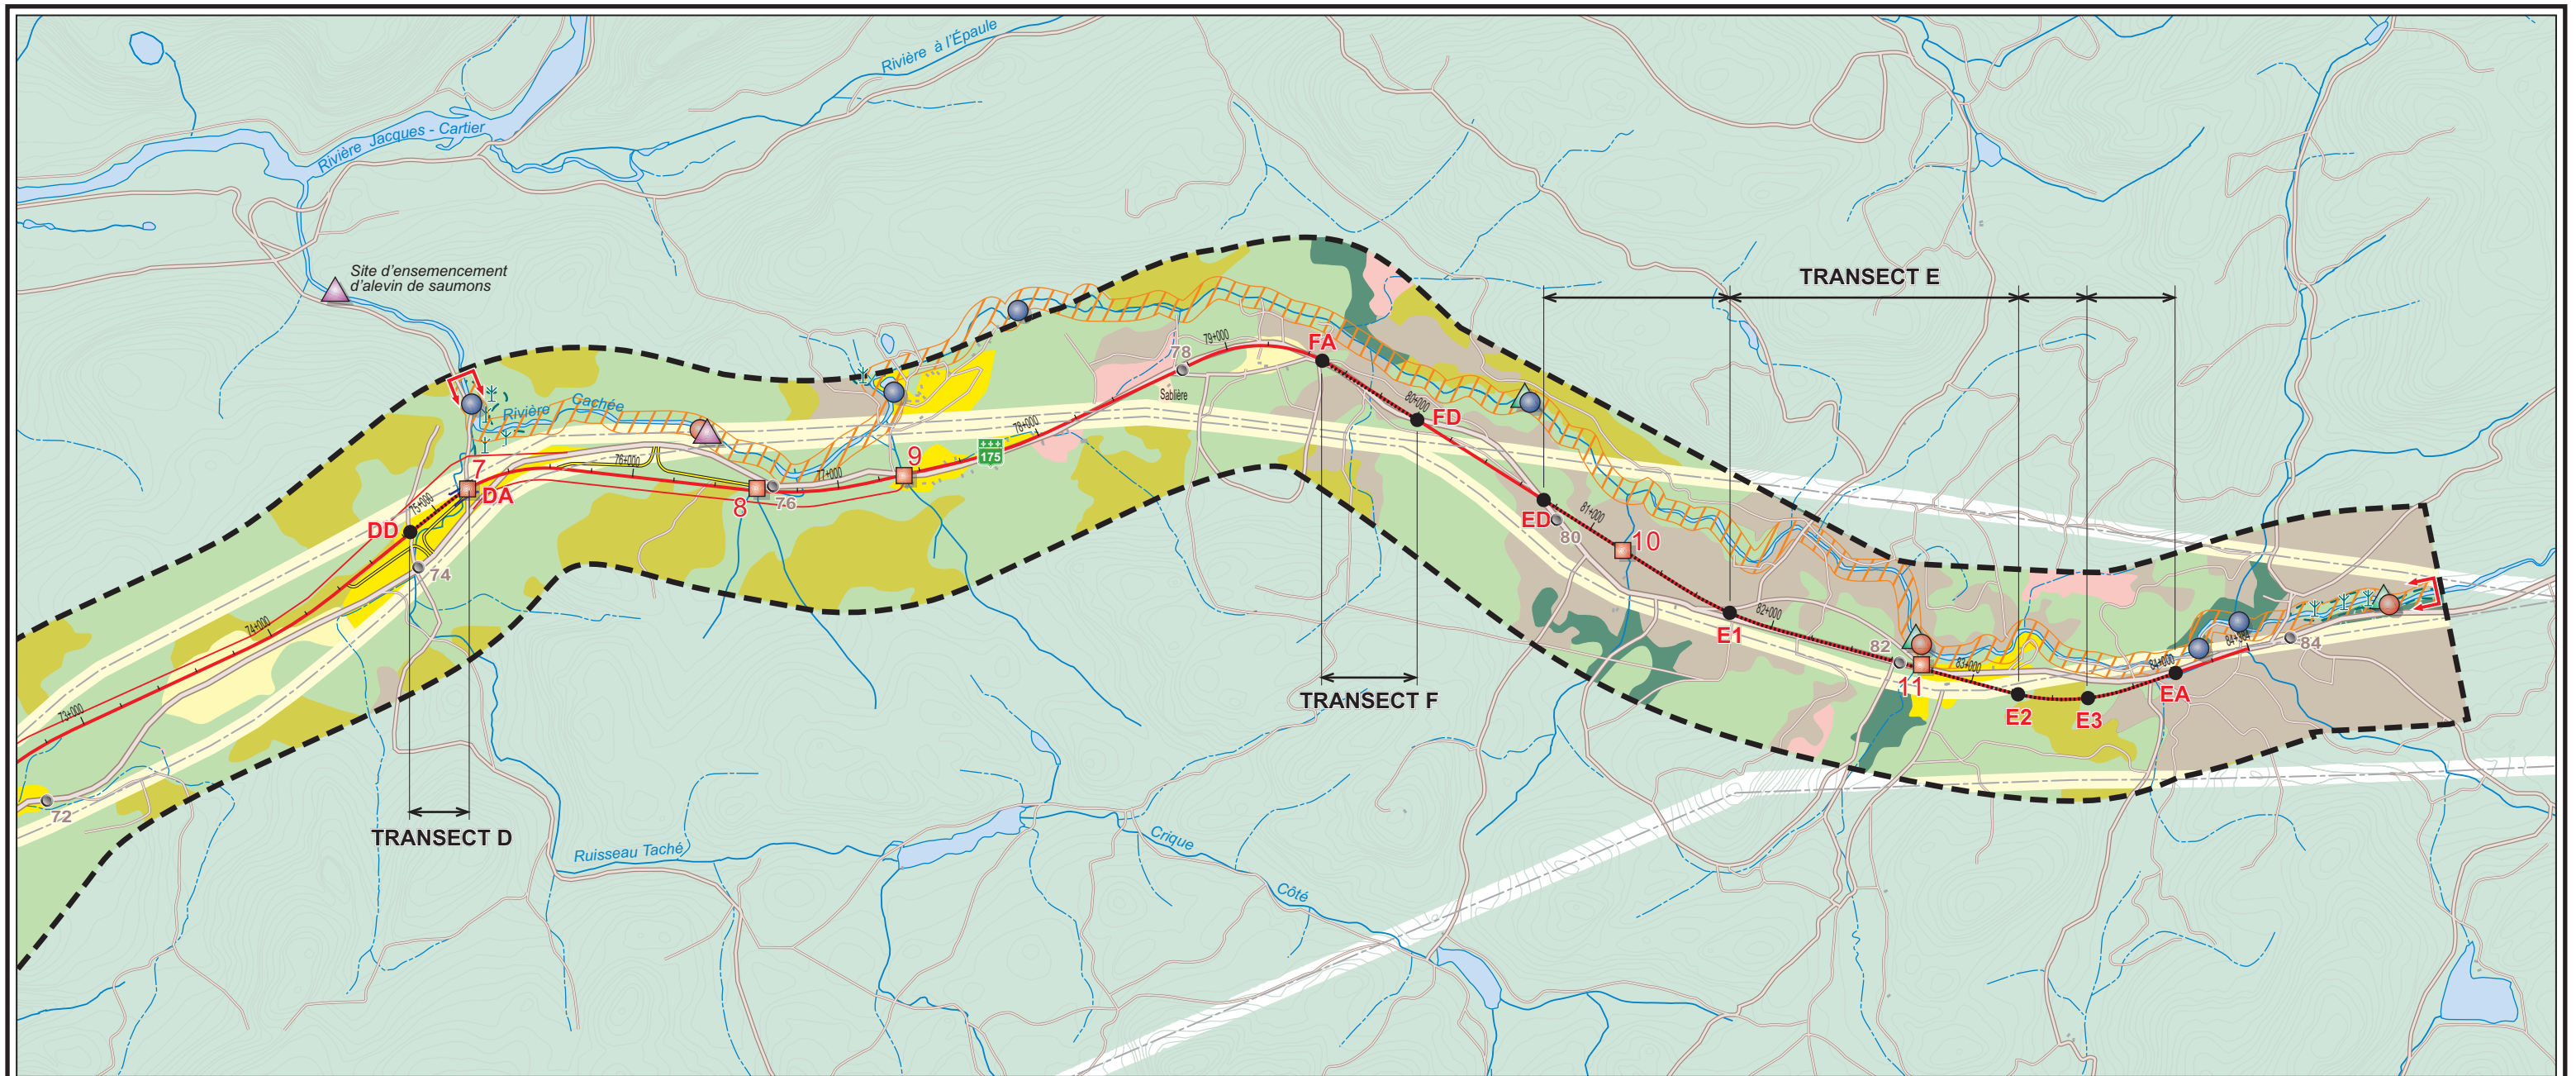 Rivière à l'Épaule
Rivière Jacques - Cartier
Site d'ensemencement
d'alevin de saumons
TRANSECT E
79+000
FA
78
Sablière
80+000
FD
Rivière Cachée
78+000
175
9
7
76+000
77+000
DA
8
76
75+000
DD
74
ED
81+000
80
10
74+000
73+000
72
E1
82+000
82
83+000
11
84+000
84+984
84
EA
E2
E3
TRANSECT F
TRANSECT D
Ruisseau Taché
Crique
Côté